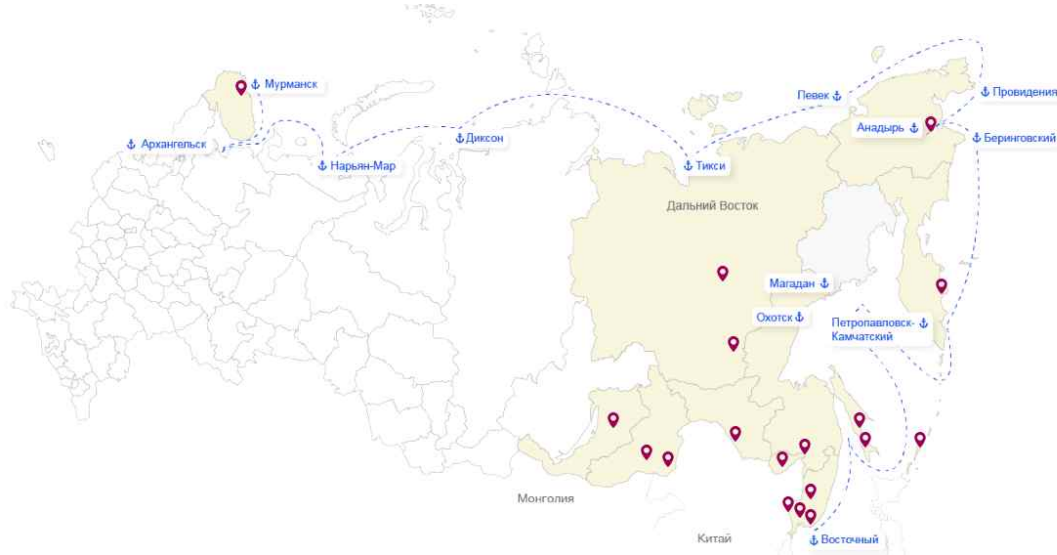 Мурманск
Певек
Провидения
Анадырь
Архангельск
Диксон
Беринговский
Нарьян-Мар
Тикси
Дальний Восток
Магадан
Охотск
Петропавловск-
Камчатский
Монголия
Китай
Восточный